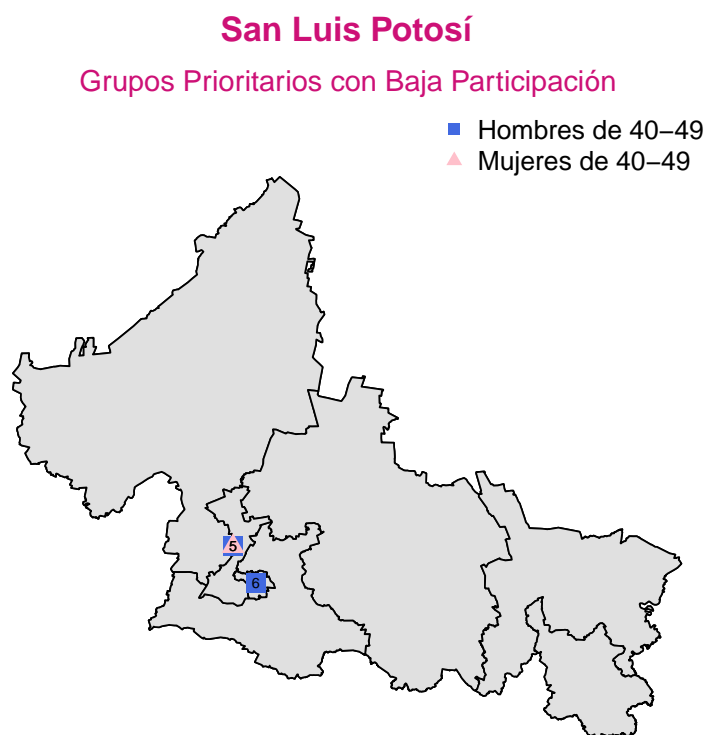 San Luis Potosí
Grupos Prioritarios con Baja Participación
Hombres de 40−49
Mujeres de 40−49
5
6